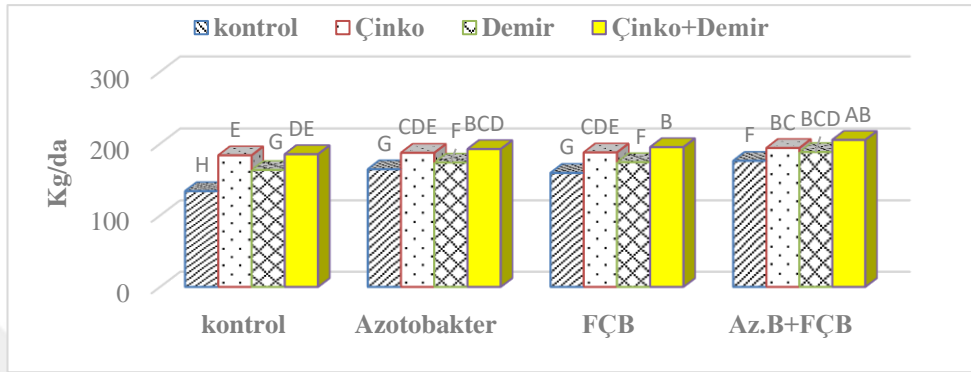 kontrol Çinko Demir Çinko+Demir
300
200
100
0
Kg/da
H E G DE
G CDE F BCD
G CDE F B
F BC BCD AB
kontrol Azotobakter FÇB Az.B+FÇB